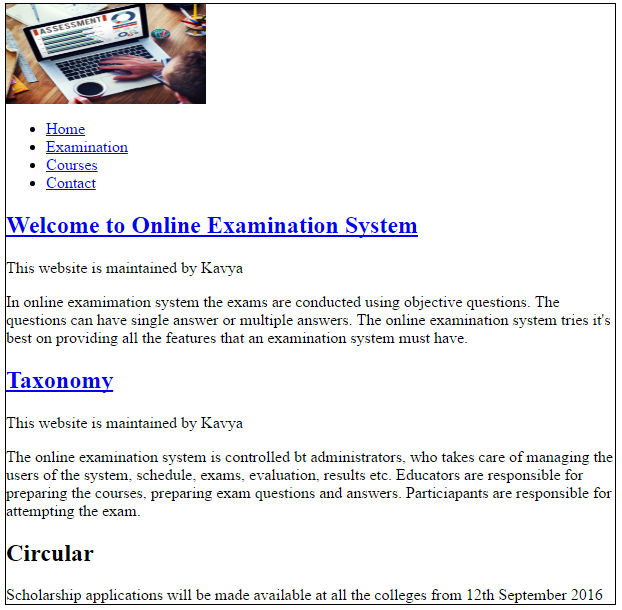 ASSESSMENT
Home
Examination
Courses
Contact
Welcome to Online Examination System
This website is maintained by Kavya
In online examimation system the exams are conducted using objective questions. The
questions can have single answer or multiple answers. The online examination system tries it's
best on providing all the features that an examination system must have.
Taxonomy
This website is maintained by Kavya
The online examination system is controlled bt administrators, who takes care of managing the
users of the system, schedule, exams, evaluation, results etc. Educators are responsible for
preparing the courses, preparing exam questions and answers. Particiapants are responsible for
attempting the exam.
Circular
Scholarship applications will be made available at all the colleges from 12th September 2016